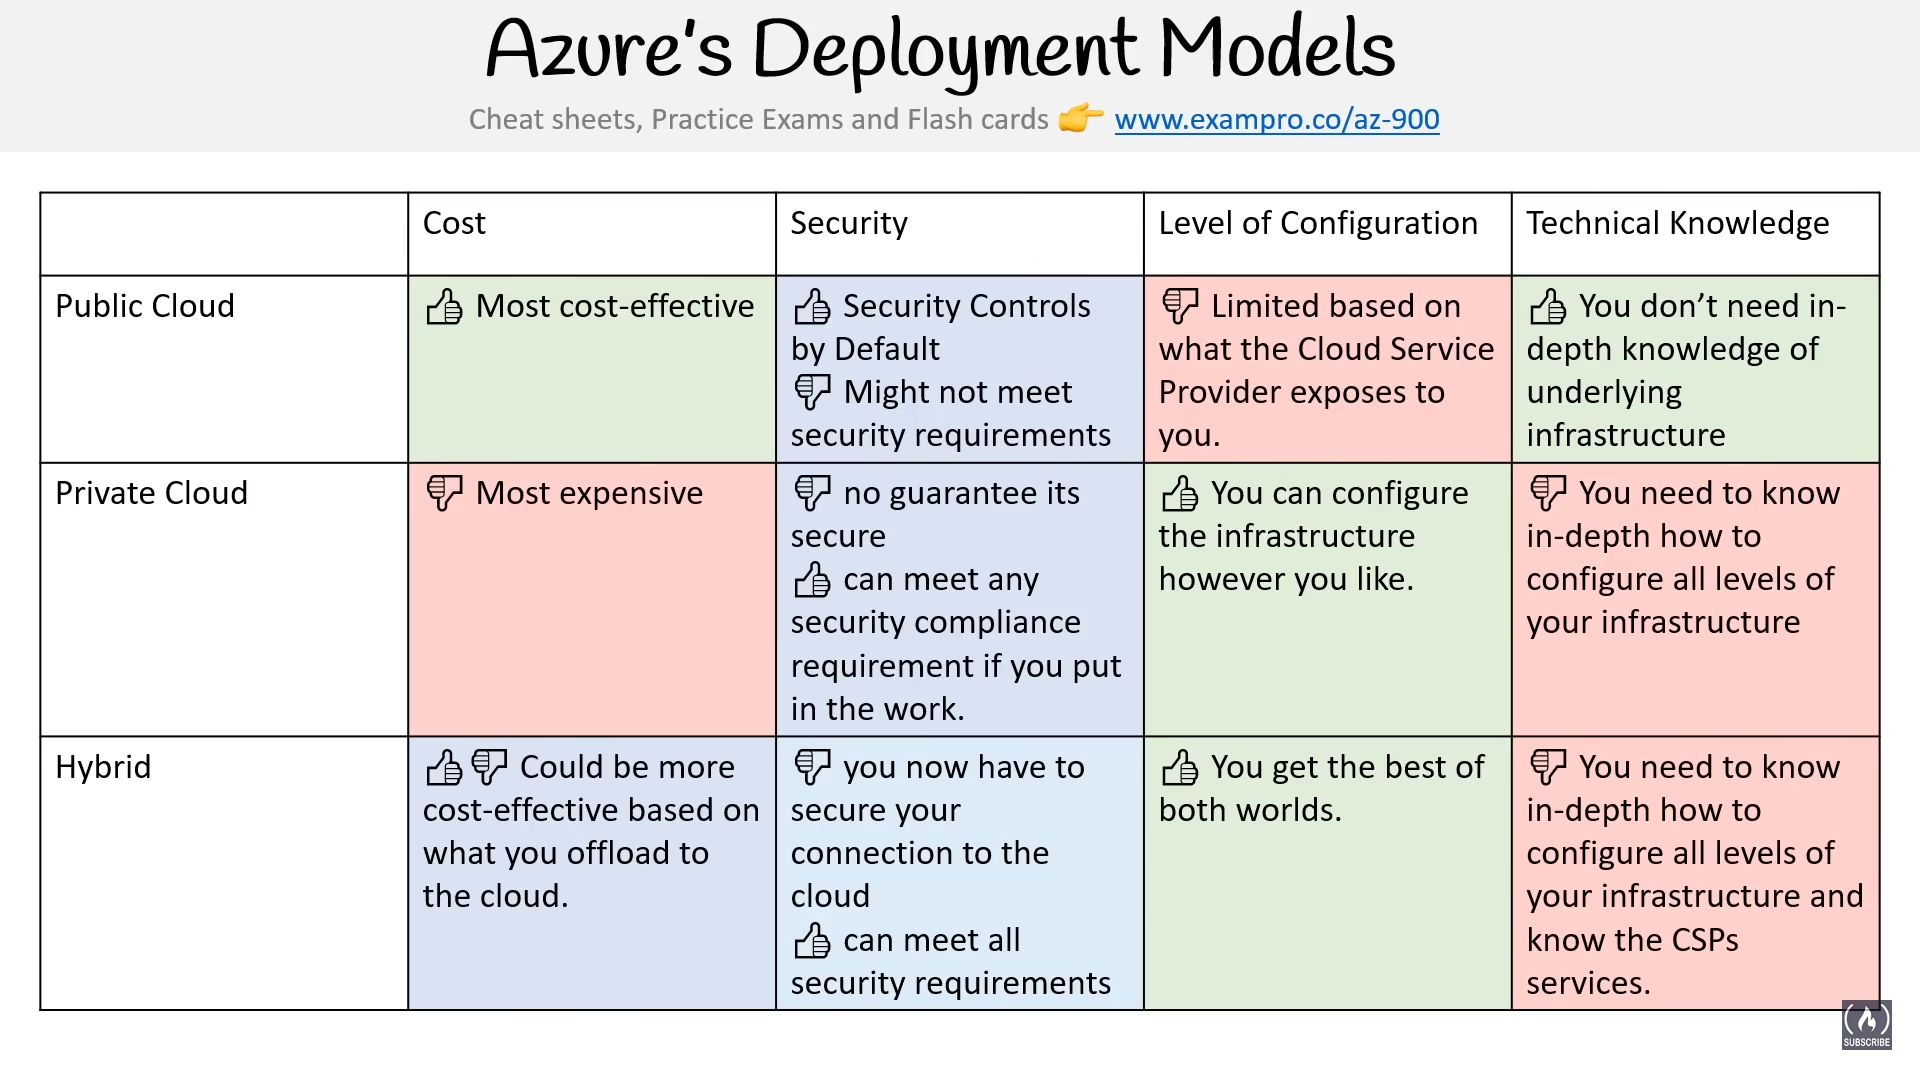 Azure's Deployment Models
Cheat sheets, Practice Exams and Flash cards 👉 www.exampro.co/az-900
Cost
Security
Level of Configuration
Technical Knowledge
Public Cloud
👍 Most cost-effective
👍 Security Controls
by Default
👎 Might not meet
security requirements
👎 Limited based on
what the Cloud Service
Provider exposes to
you.
👍 You don’t need in-
depth knowledge of
underlying
infrastructure
Private Cloud
👎 Most expensive
👎 no guarantee its
secure
👍 can meet any
security compliance
requirement if you put
in the work.
👍 You can configure
the infrastructure
however you like.
👎 You need to know
in-depth how to
configure all levels of
your infrastructure
Hybrid
👍👎 Could be more
cost-effective based on
what you offload to
the cloud.
👎 you now have to
secure your
connection to the
cloud
👍 can meet all
security requirements
👍 You get the best of
both worlds.
👎 You need to know
in-depth how to
configure all levels of
your infrastructure and
know the CSPs
services.
SUBSCRIBE